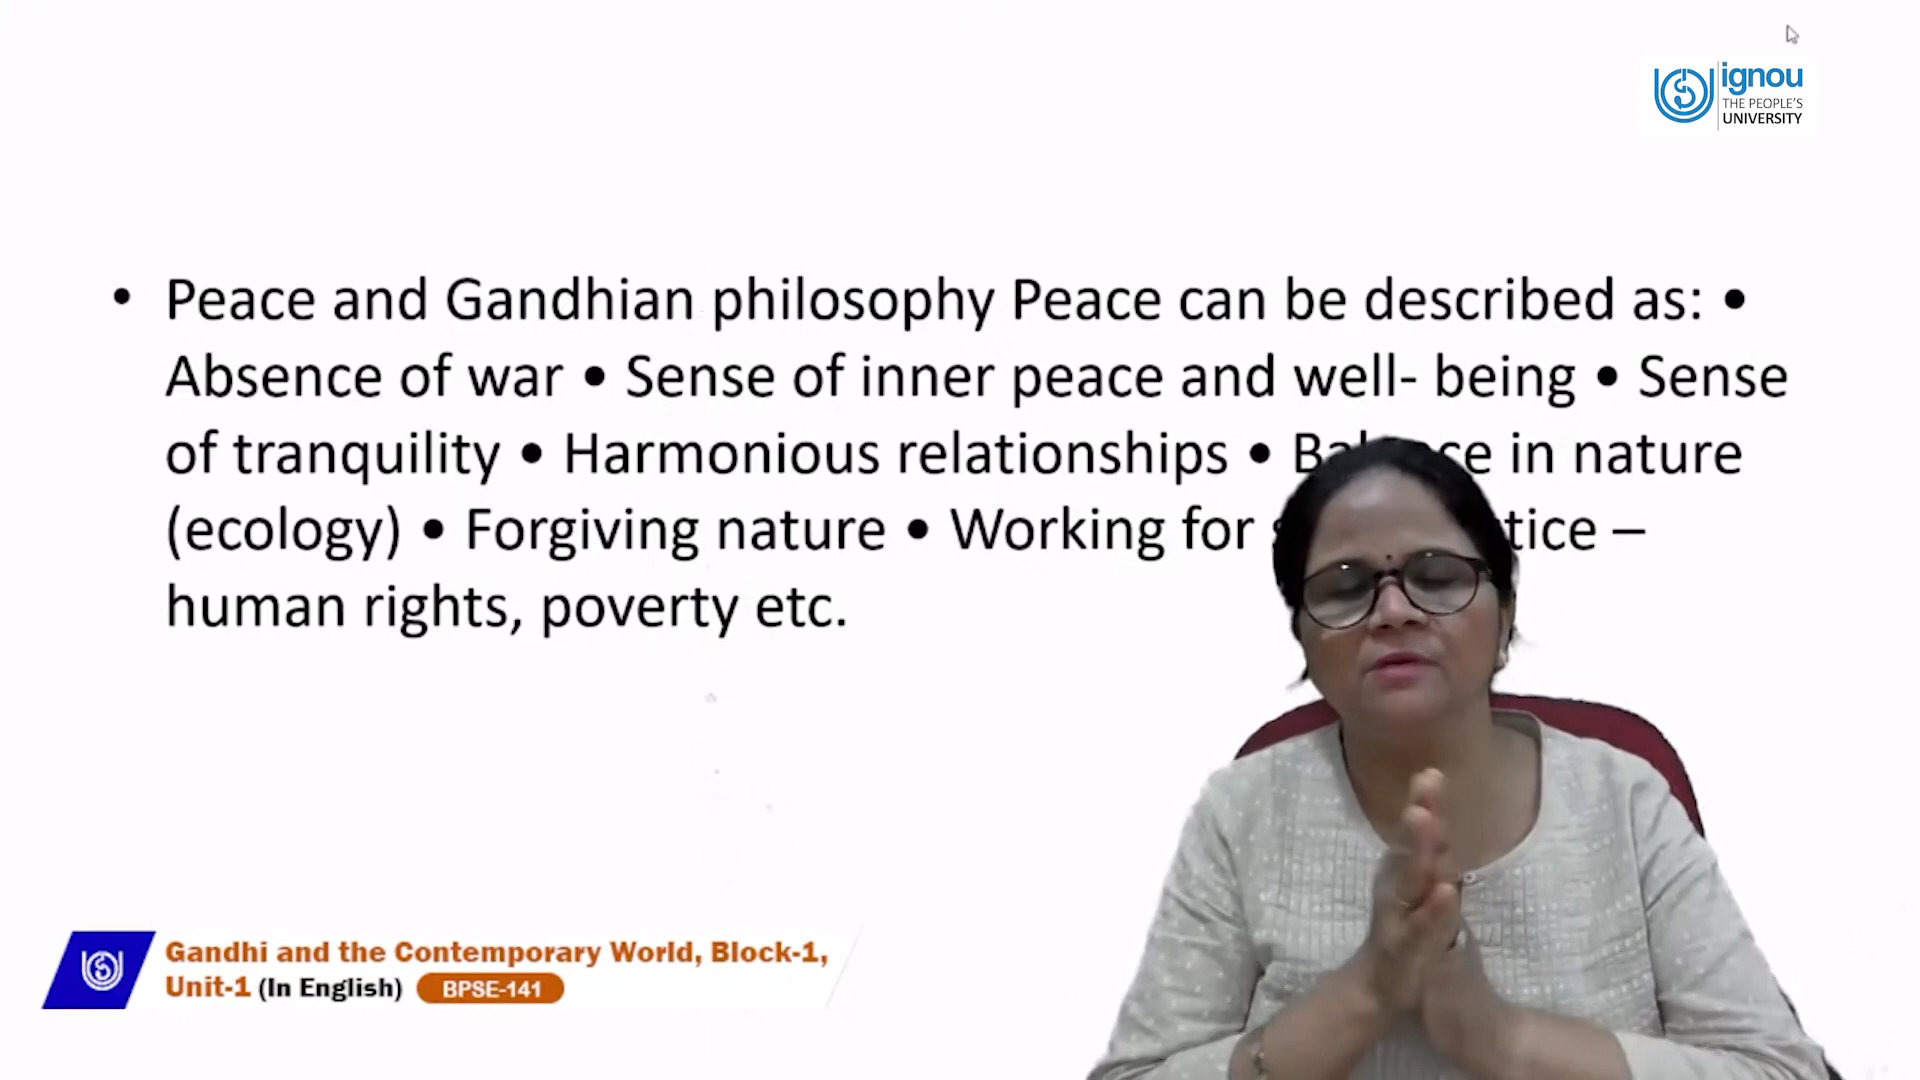 ignou
THE PEOPLE'S
UNIVERSITY
• Peace and Gandhian philosophy Peace can be described as: •
Absence of war • Sense of inner peace and well- being • Sense
of tranquility • Harmonious relationships • in nature
(ecology) • Forgiving nature • Working for –
human rights, poverty etc.
Gandhi and the Contemporary World, Block-1,
Unit-1 (In English) BPSE-141